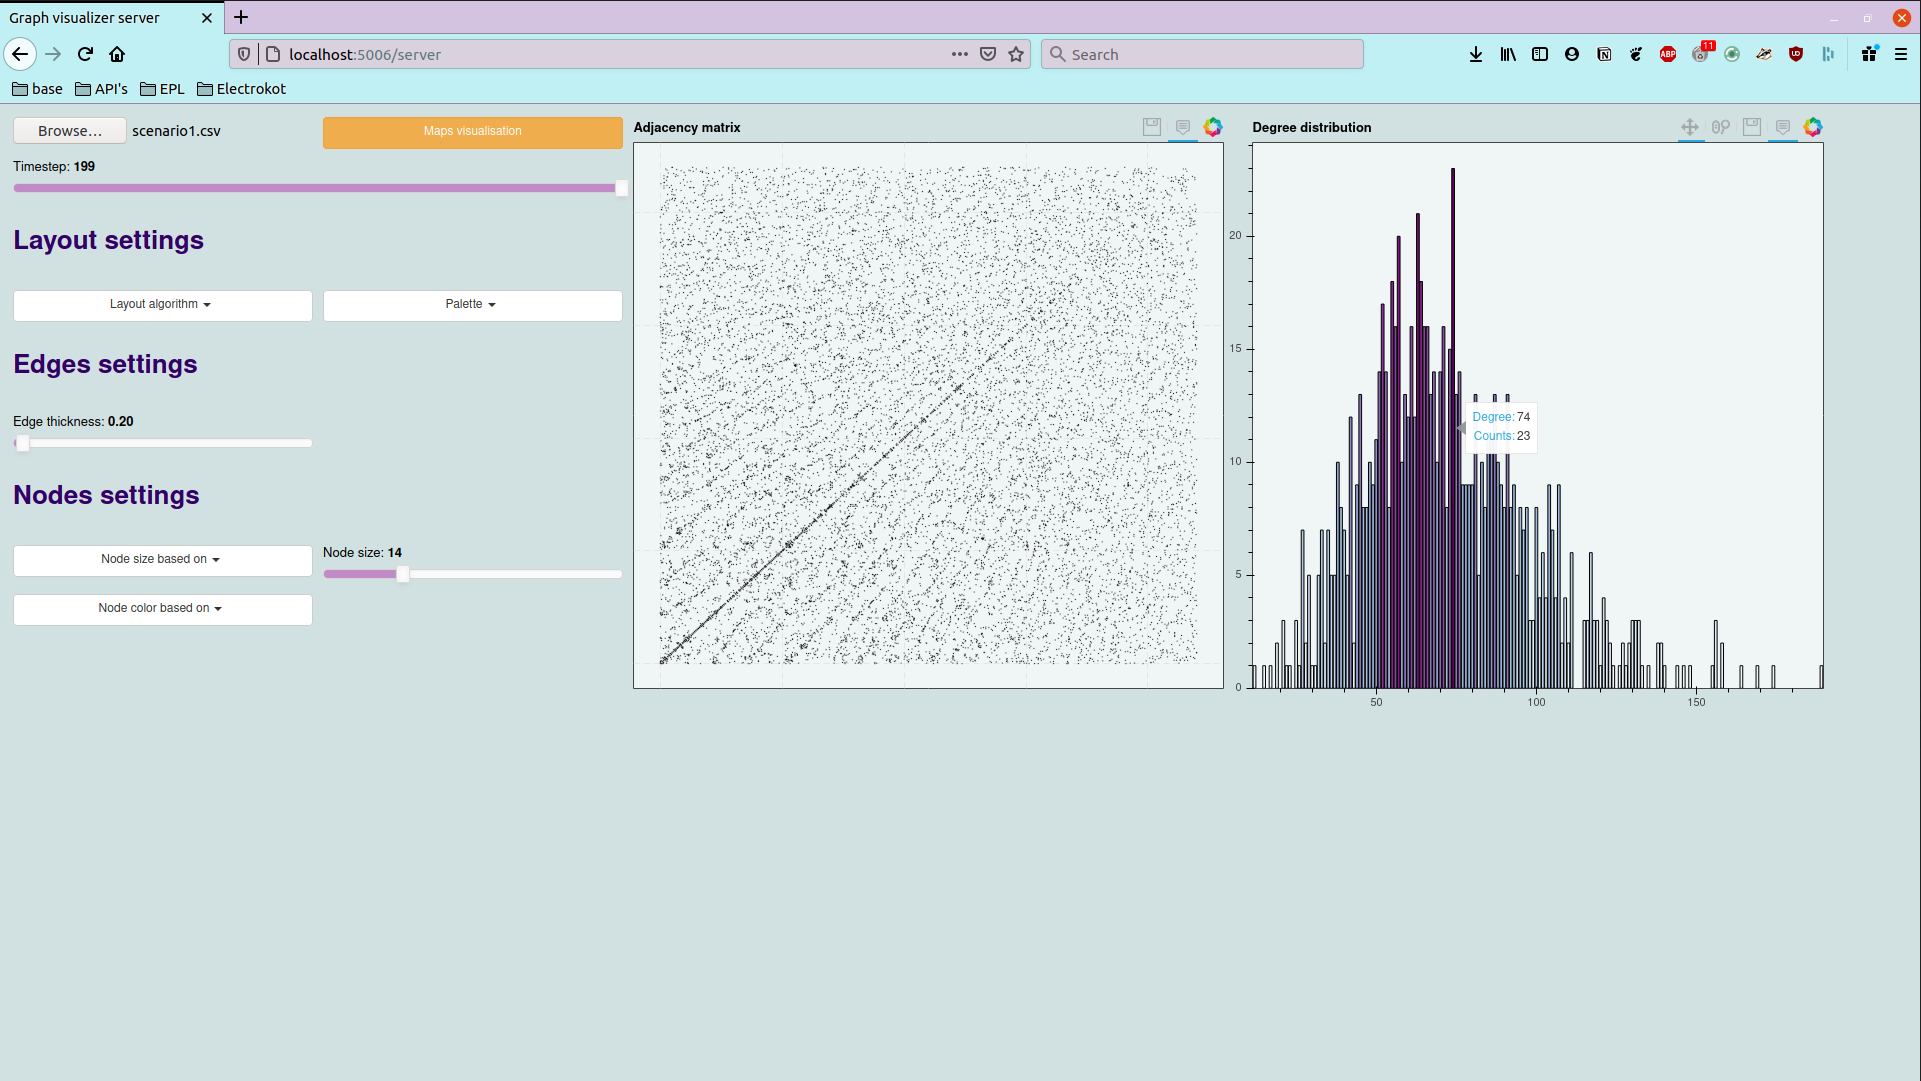 Graph visualizer server
localhost:5006/server
Search
ABP
11
UD
base
API's
EPL
Electrokot
Browse...
scenario1.csv
Maps visualisation
Timestep: 199
Layout settings
Layout algorithm
Palette
Edges settings
Edge thickness: 0.20
Nodes settings
Node size based on
Node size: 14
Node color based on
Adjacency matrix
Degree distribution
20
15
10
5
0
50
100
150
Degree: 74
Counts: 23